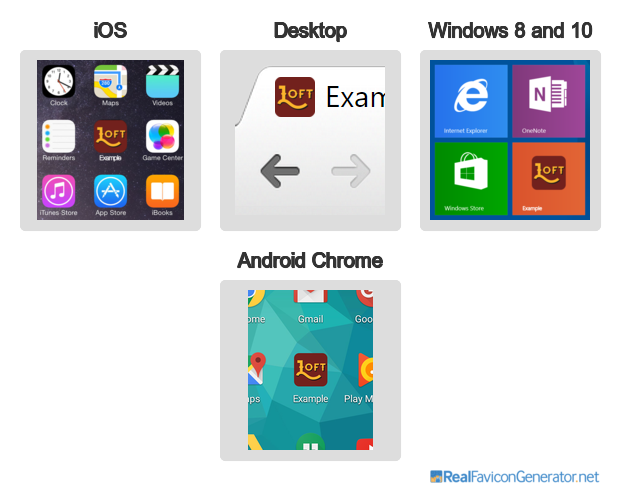 iOS
Desktop
Windows 8 and 10
Clock
Maps
Videos
360°
LOFT
Exam
Internet Explorer
N
OneNote
Reminders
LOFT
Example
Game Center
iTunes Store
App Store
iBooks
Windows Store
LOFT
Example
Android Chrome
ome
Gmail
Goo
aps
LOFT
Example
Play M
RealFaviconGenerator.net